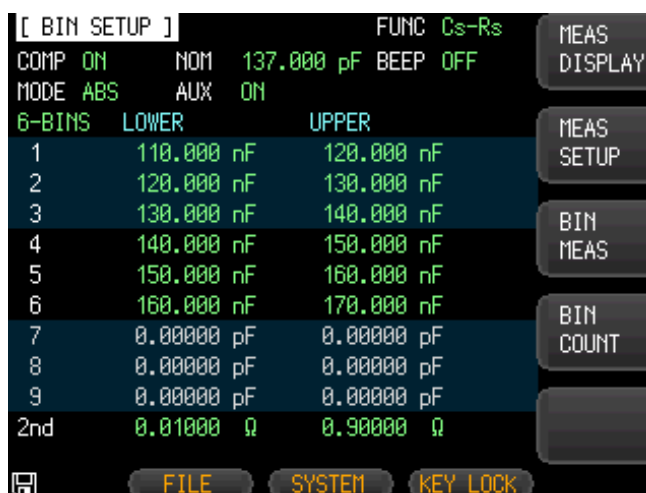 [ BIN SETUP ] FUNC Cs-Rs
COMP ON NOM 137.000 pF BEEP OFF
MODE ABS AUX ON
6-BINS LOWER UPPER
1 110.000 nF 120.000 nF
2 120.000 nF 130.000 nF
3 130.000 nF 140.000 nF
4 140.000 nF 150.000 nF
5 150.000 nF 160.000 nF
6 160.000 nF 170.000 nF
7 0.00000 pF 0.00000 pF
8 0.00000 pF 0.00000 pF
9 0.00000 pF 0.00000 pF
2nd 0.01000 Ω 0.90000 Ω
MEAS
DISPLAY
MEAS
SETUP
BIN
MEAS
BIN
COUNT
FILE SYSTEM KEY LOCK